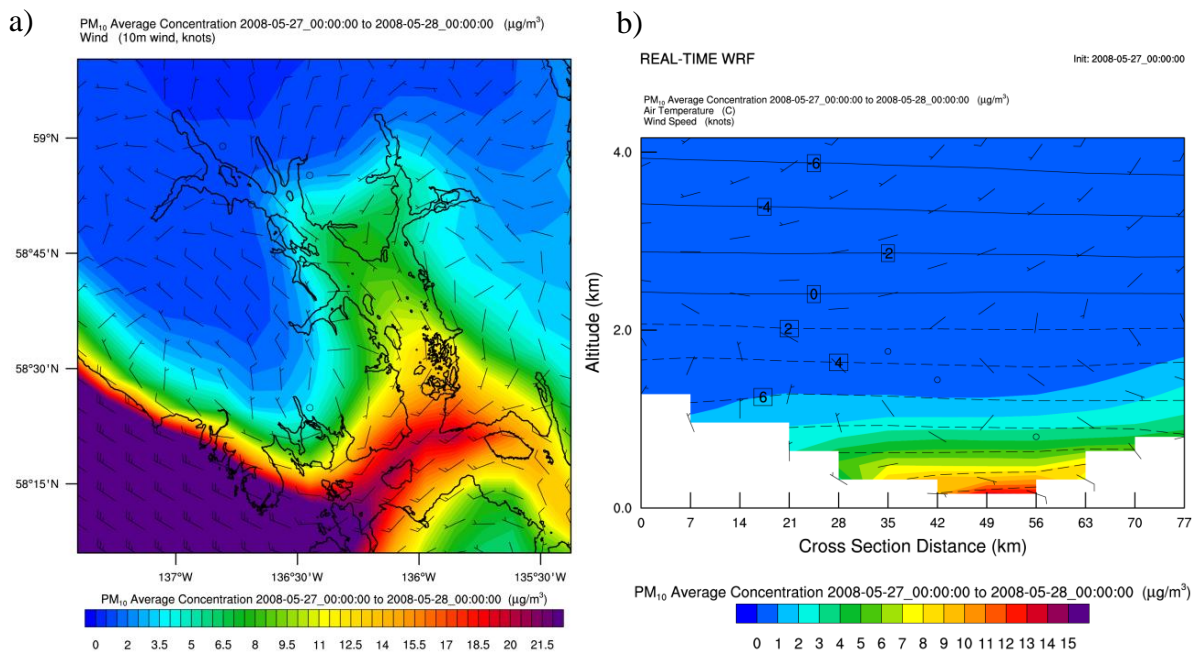 a)
PM₁₀ Average Concentration 2008-05-27_00:00:00 to 2008-05-28_00:00:00 (µg/m³)
Wind (10m wind, knots)
59°N
58°45'N
58°30'N
58°15'N
137°W
136°30'W
136°W
135°50'W
PM₁₀ Average Concentration 2008-05-27_00:00:00 to 2008-05-28_00:00:00 (µg/m³)
0 2 3.5 5 6.5 8 9.5 11 12.5 14 15.5 17 18.5 20 21.5
b)
REAL-TIME WRF
Init: 2008-05-27_00:00:00
PM₁₀ Average Concentration 2008-05-27_00:00:00 to 2008-05-28_00:00:00 (µg/m³)
Air Temperature (C)
Wind Speed (knots)
Altitude (km)
4.0
2.0
0.0
-6
-4
2
0
2
4
6
0 7 14 21 28 35 42 49 56 63 70 77
Cross Section Distance (km)
PM₁₀ Average Concentration 2008-05-27_00:00:00 to 2008-05-28_00:00:00 (µg/m³)
0 1 2 3 4 5 6 7 8 9 10 11 12 13 14 15